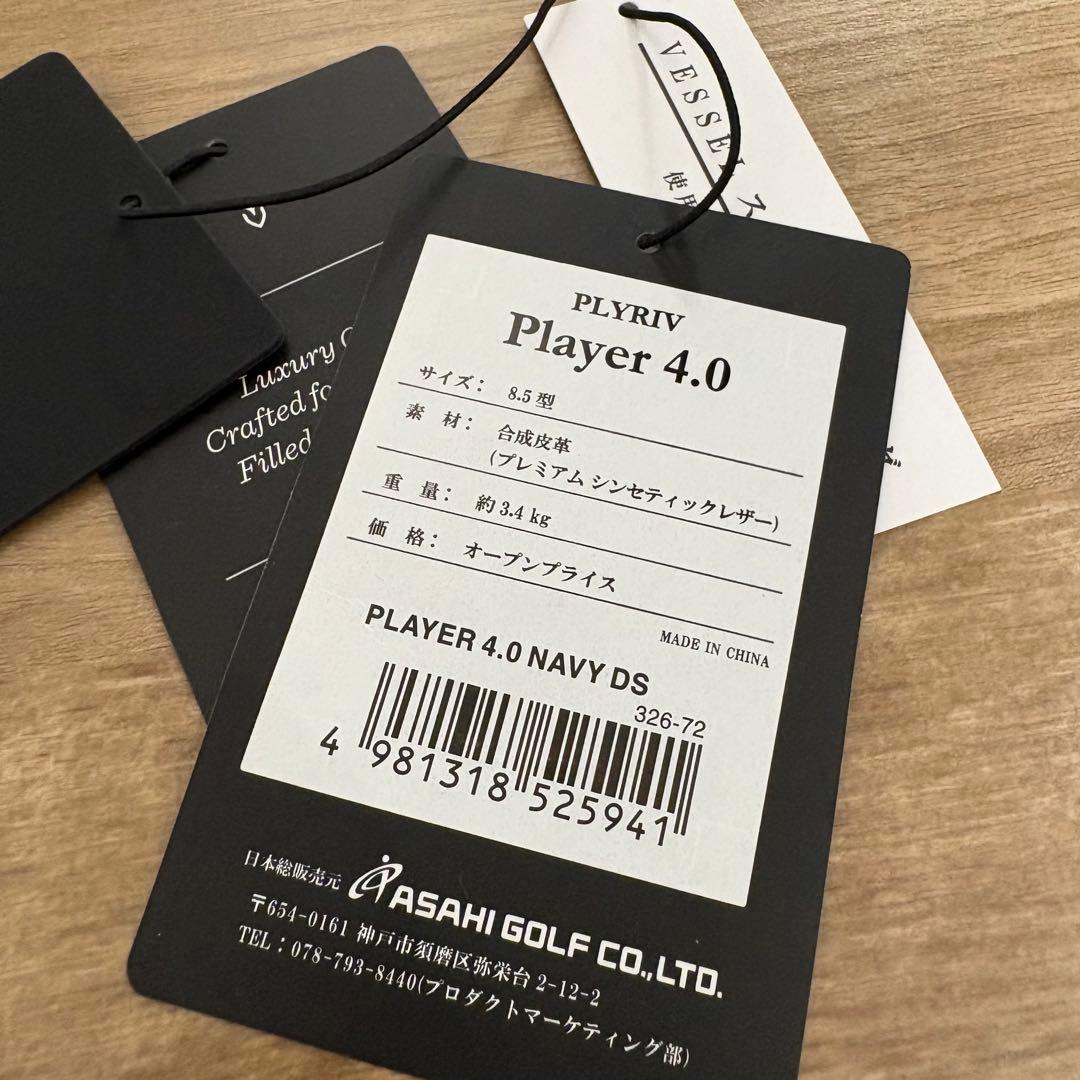 VESSEL
使用
Luxury
Crafted fo
Filled
PLYRIV
Player 4.0
サイズ： 8.5 型
素 材： 合成皮革
(プレミアム シンセティックレザー)
重 量： 約 3.4 kg
価 格： オープンプライス
MADE IN CHINA
PLAYER 4.0 NAVY DS
326-72
4 981318 525941
日本総販売元 ASAHI GOLF CO.,LTD.
〒654-0161 神戸市須磨区弥栄台 2-12-2
TEL：078-793-8440(プロダクトマーケティング部)